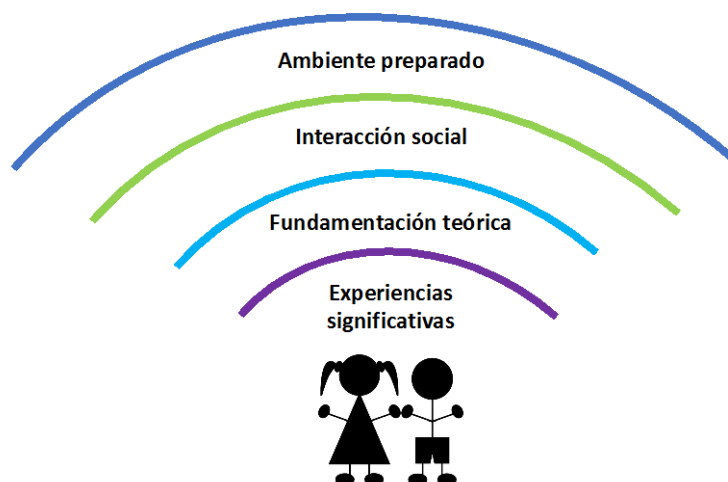 Ambiente preparado
Interacción social
Fundamentación teórica
Experiencias
significativas